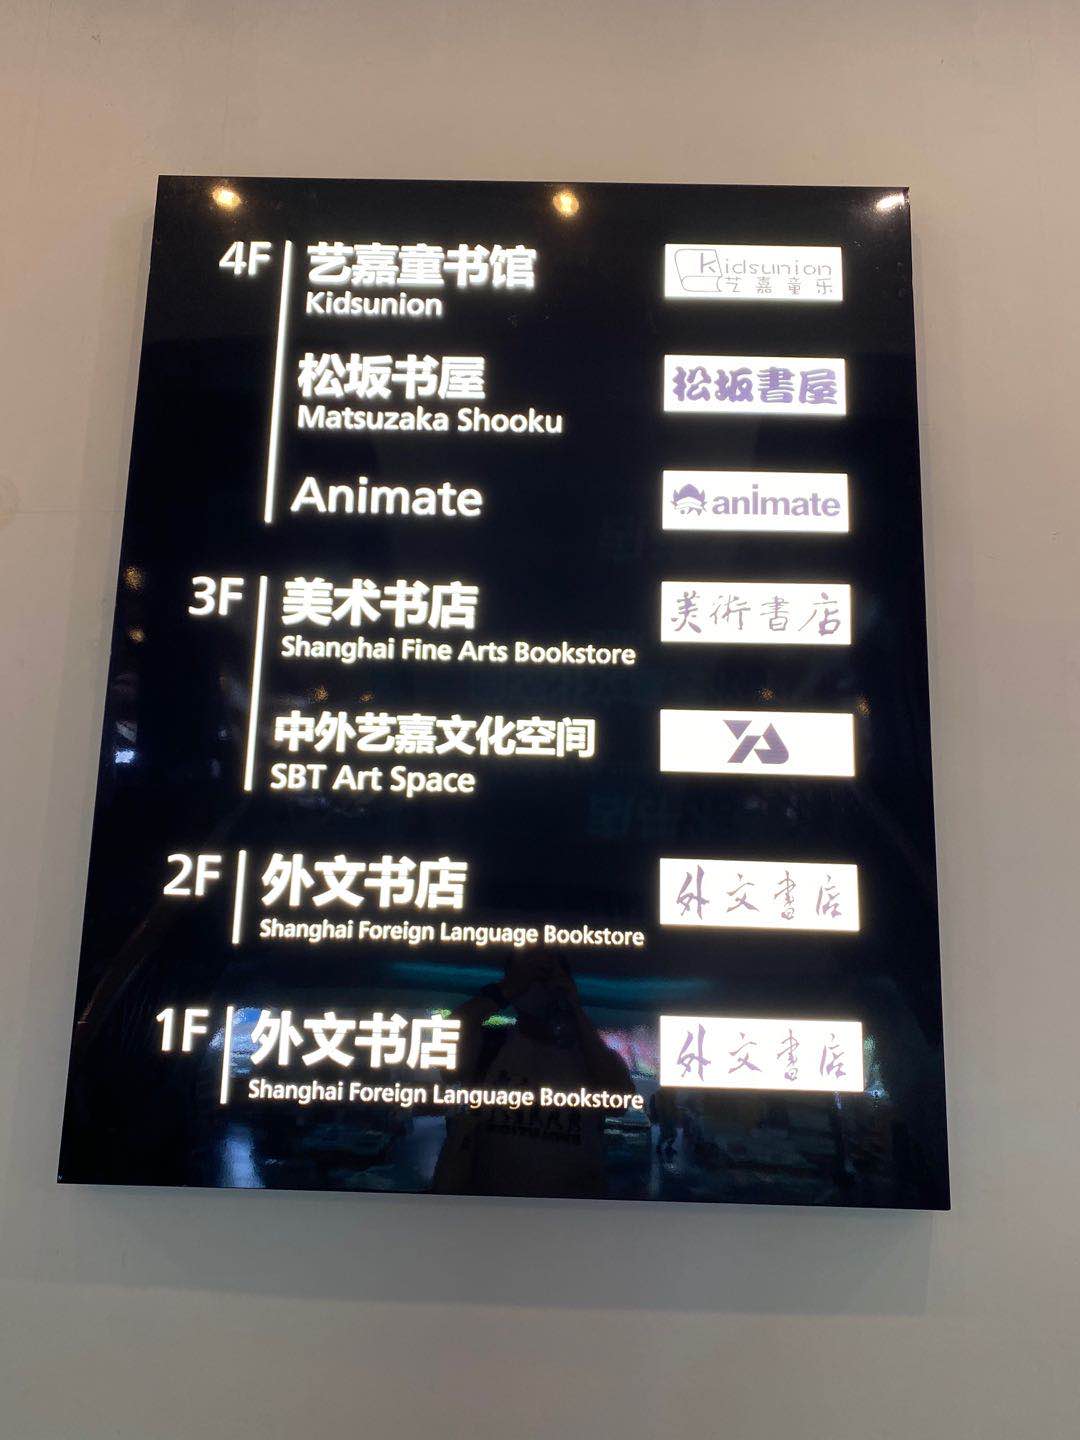 4F
艺嘉童书馆
Kidsunion
Kidsunion
艺嘉童乐
松坂书屋
Matsuzaka Shooku
松坂書屋
Animate
animate
3F
美术书店
Shanghai Fine Arts Bookstore
美術書店
中外艺嘉文化空间
SBT Art Space
2F
外文书店
Shanghai Foreign Language Bookstore
外文書店
1F
外文书店
Shanghai Foreign Language Bookstore
外文書店